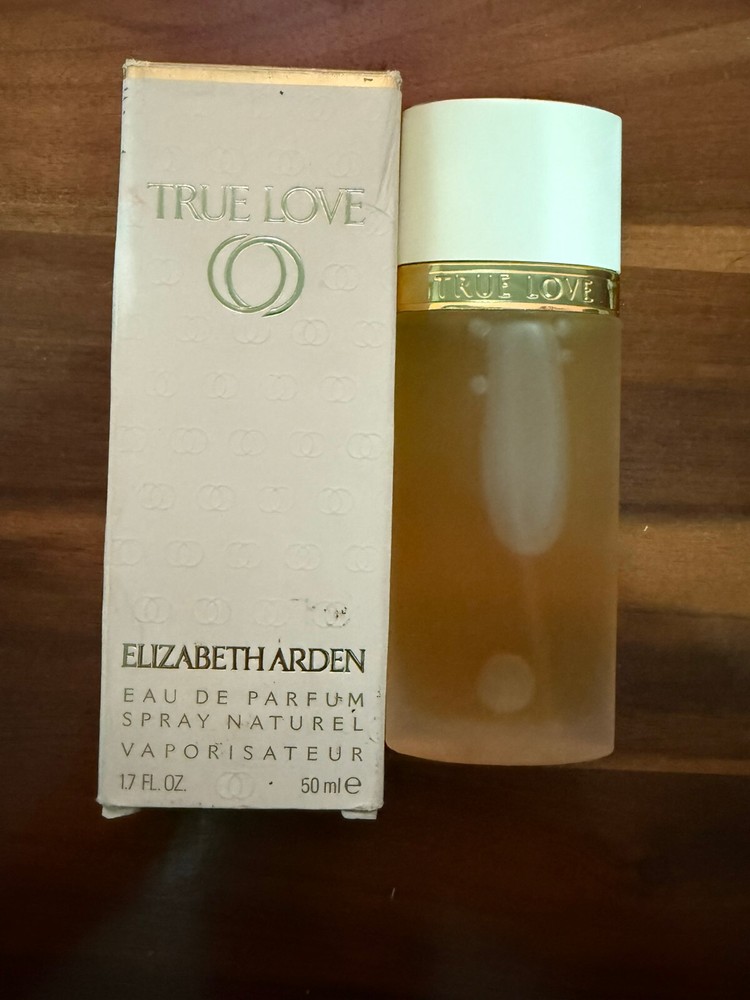 TRUE LOVE
ELIZABETH ARDEN
EAU DE PARFUM
SPRAY NATUREL
VAPORISATEUR
1.7 FL. OZ. 50 ml e
TRUE LOVE